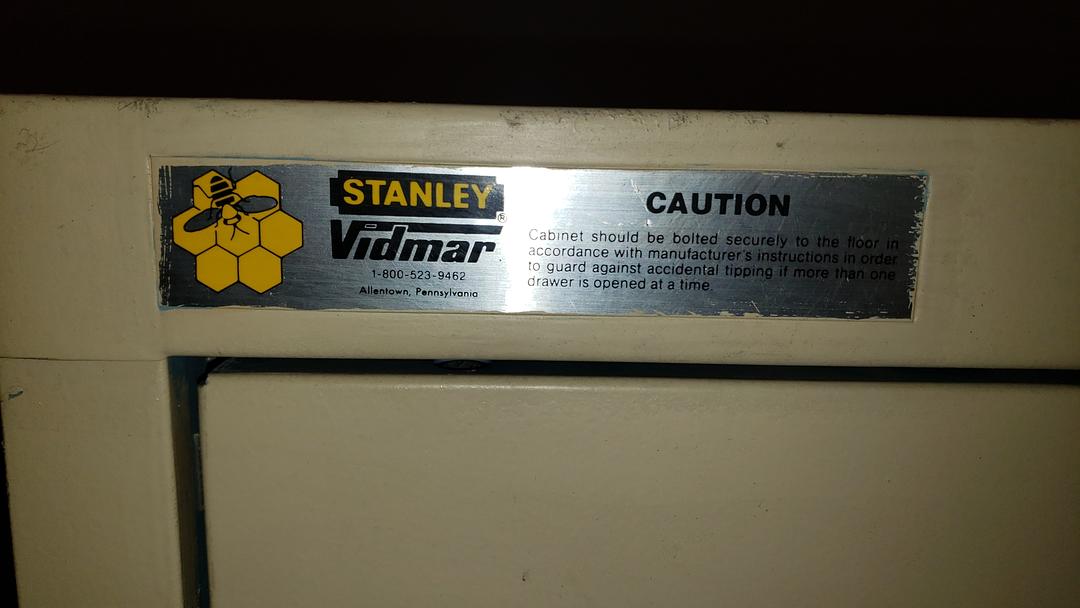 STANLEY
Vidmar ®
1-800-523-9462
Allentown, Pennsylvania
CAUTION
Cabinet should be bolted securely to the floor in
accordance with manufacturer's instructions in order
to guard against accidental tipping if more than one
drawer is opened at a time.